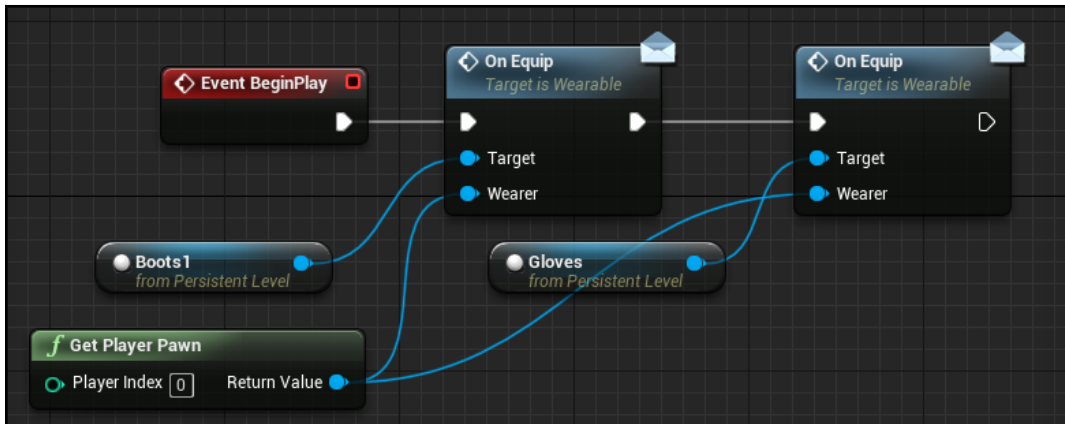 Event BeginPlay
On Equip
Target is Wearable
Target
Wearer
On Equip
Target is Wearable
Target
Wearer
Boots1
from Persistent Level
Gloves
from Persistent Level
f Get Player Pawn
Player Index 0 Return Value